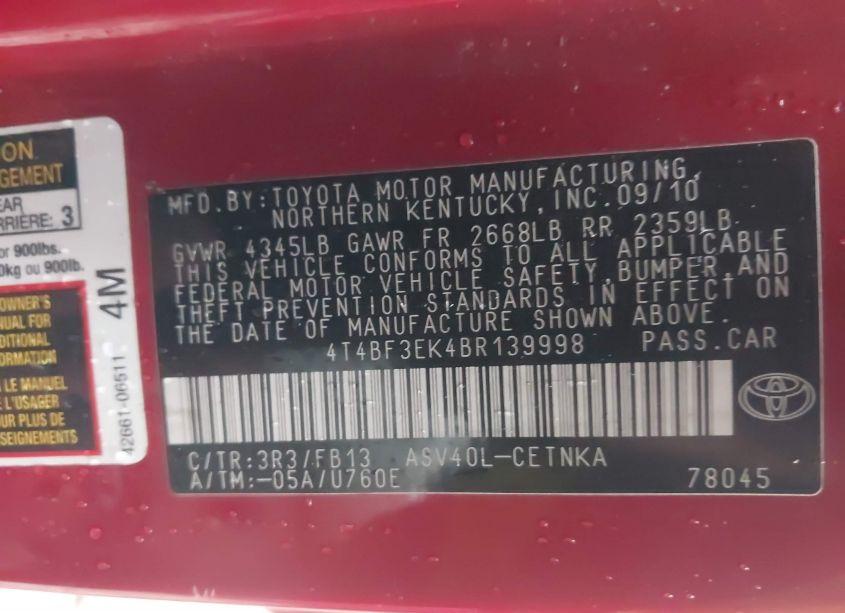 ON
GEMENT
EAR
RRIERE: 3
or 900lbs.
0kg ou 900lb.
4M
OWNER'S
NUAL FOR
DITIONAL
FORMATION
LE MANUEL
L'USAGER
UR PLUS DE
SEIGNEMENTS
42661-06511
MFD. BY: TOYOTA MOTOR MANUFACTURING,
NORTHERN KENTUCKY, INC. 09/10
GVWR 4345LB GAWR FR 2668LB RR 2359LB
THIS VEHICLE CONFORMS TO ALL APPLICABLE
FEDERAL MOTOR VEHICLE SAFETY, BUMPER, AND
THEFT PREVENTION STANDARDS IN EFFECT ON
THE DATE OF MANUFACTURE SHOWN ABOVE.
4T4BF3EK4BR139998 PASS.CAR
C/TR:3R3/FB13 ASV40L-CETNKA
A/TM:-05A/U760E 78045